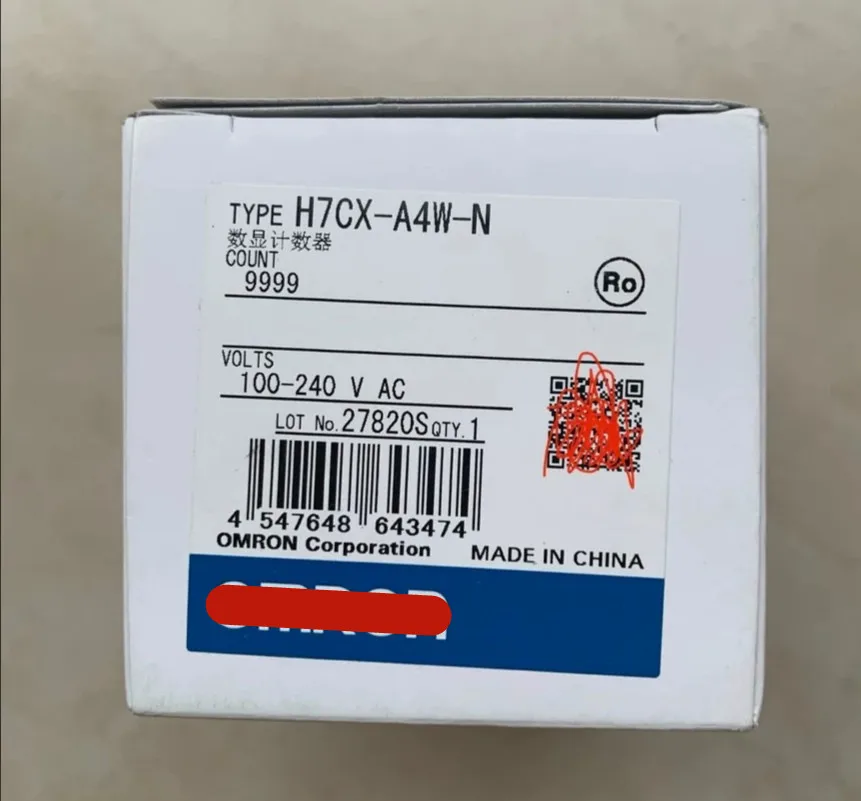 TYPE H7CX-A4W-N
数显计数器
COUNT
9999
Ro
VOLTS
100-240 V AC
LOT No.27820S QTY.1
4 547648 643474
OMRON Corporation MADE IN CHINA